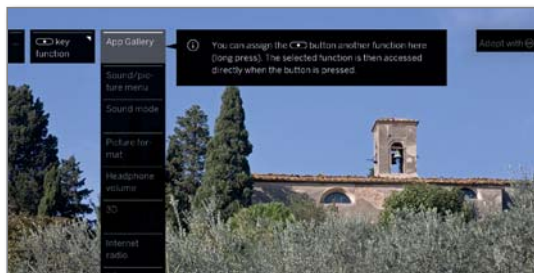 key
function
App Gallery
You can assign the button another function here
(long press). The selected function is then accessed
directly when the button is pressed.
Adopt with
Sound/pic-
ture menu
Sound mode
Picture for-
mat
Headphone
volume
3D
Internet
radio